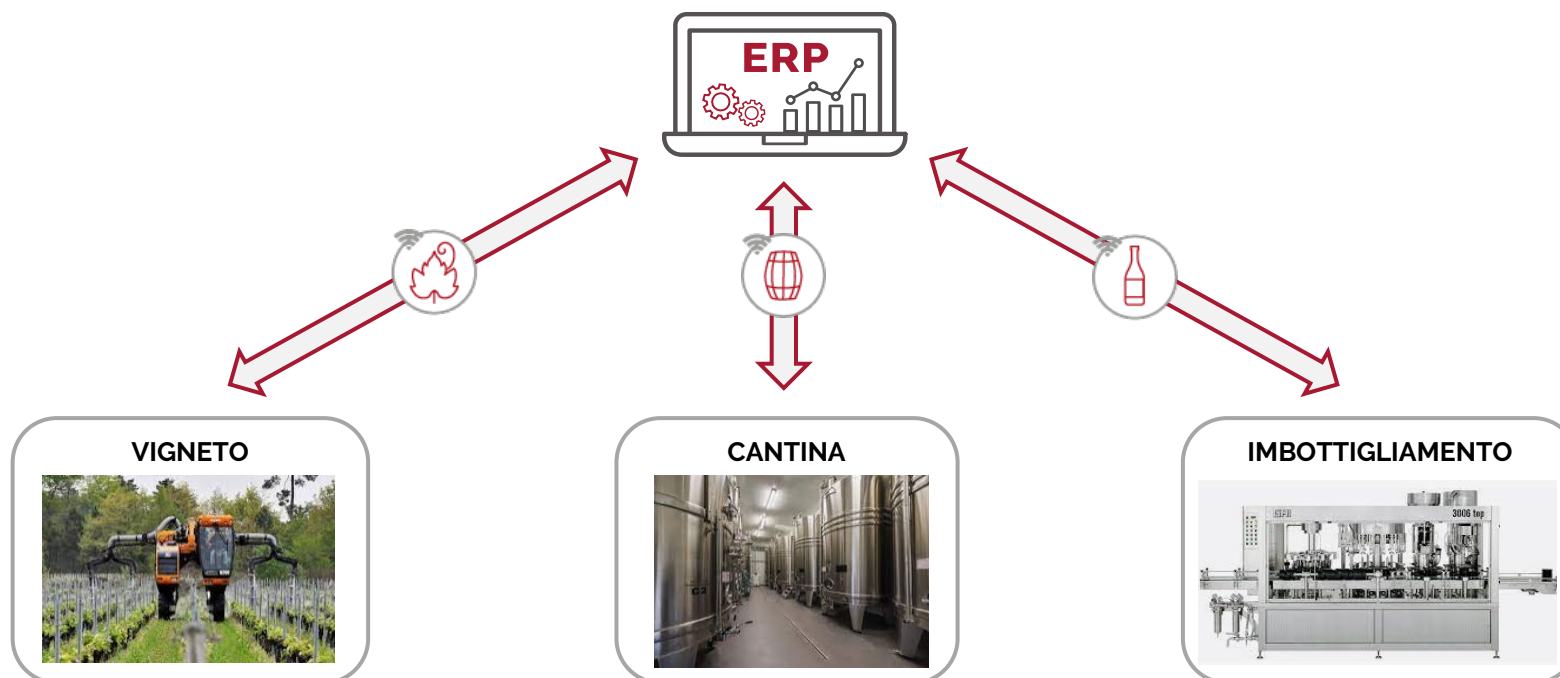 ERP
VIGNETO
CANTINA
IMBOTTIGLIAMENTO
3006 top